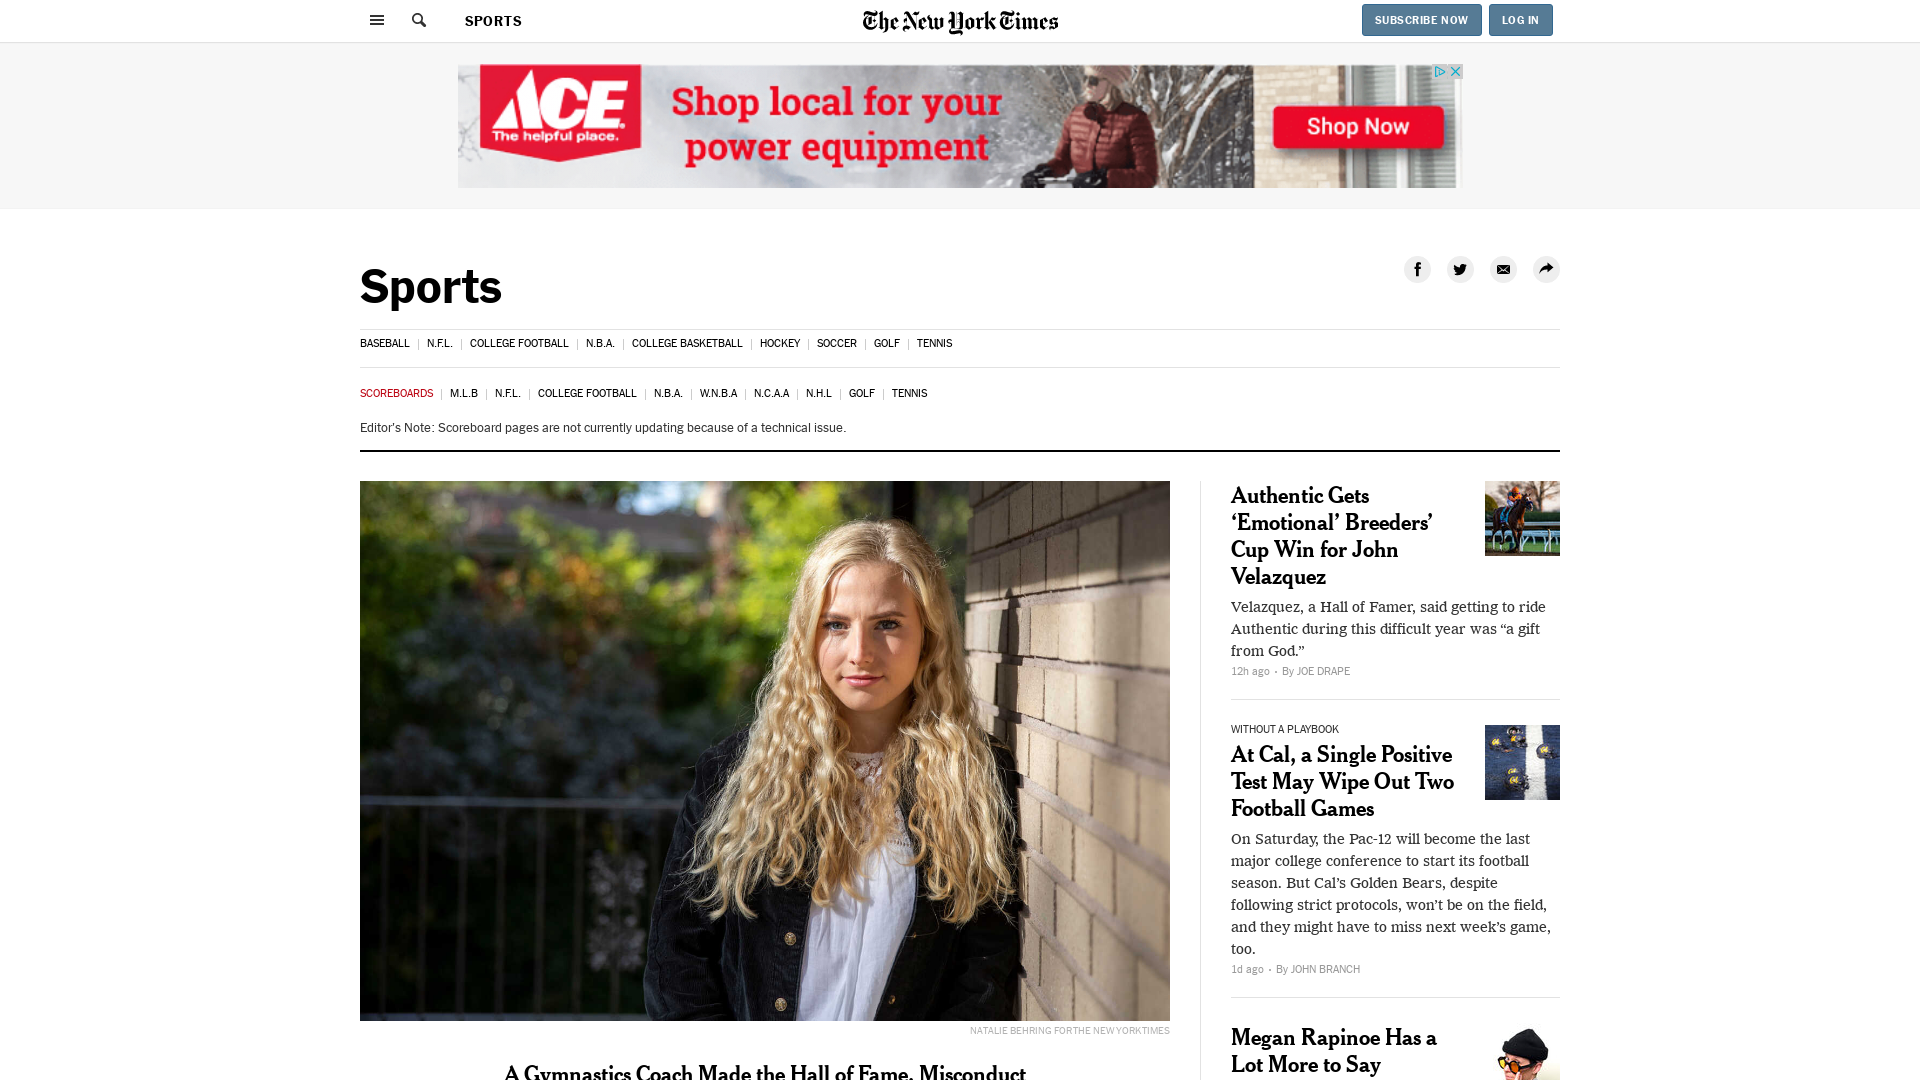 SPORTS
The New York Times
SUBSCRIBE NOW
LOG IN
ACE
The helpful place.
Shop local for your
power equipment
Shop Now
Sports
BASEBALL | N.F.L. | COLLEGE FOOTBALL | N.B.A. | COLLEGE BASKETBALL | HOCKEY | SOCCER | GOLF | TENNIS
SCOREBOARDS | M.L.B | N.F.L. | COLLEGE FOOTBALL | N.B.A. | W.N.B.A | N.C.A.A | N.H.L | GOLF | TENNIS
Editor's Note: Scoreboard pages are not currently updating because of a technical issue.
NATALIE BEHRING FOR THE NEW YORK TIMES
A Gymnastics Coach Made the Hall of Fame. Misconduct
Authentic Gets
‘Emotional’ Breeders’
Cup Win for John
Velazquez
Velazquez, a Hall of Famer, said getting to ride
Authentic during this difficult year was “a gift
from God.”
12h ago • By JOE DRAPE
WITHOUT A PLAYBOOK
At Cal, a Single Positive
Test May Wipe Out Two
Football Games
On Saturday, the Pac-12 will become the last
major college conference to start its football
season. But Cal’s Golden Bears, despite
following strict protocols, won’t be on the field,
and they might have to miss next week’s game,
too.
1d ago • By JOHN BRANCH
Megan Rapinoe Has a
Lot More to Say